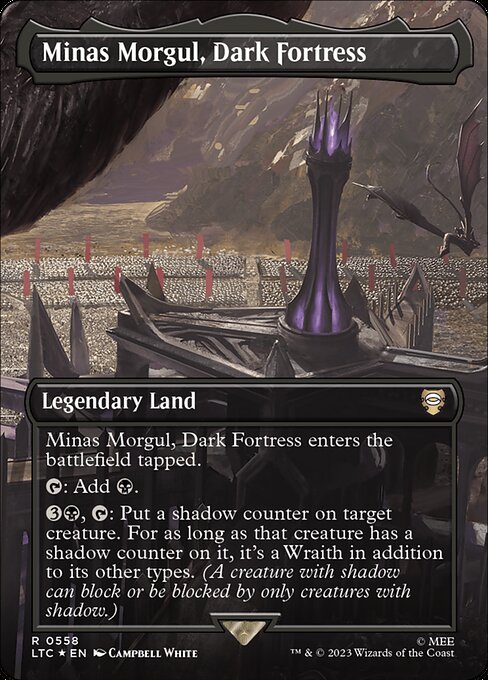 Minas Morgul, Dark Fortress
Legendary Land
Minas Morgul, Dark Fortress enters the
battlefield tapped.
: Add .
3, : Put a shadow counter on target
creature. For as long as that creature has a
shadow counter on it, it's a Wraith in addition
to its other types. (A creature with shadow
can block or be blocked by only creatures with
shadow.)
R 0558
© MEE
LTC ★ EN Campbell White
™ & © 2023 Wizards of the Coast